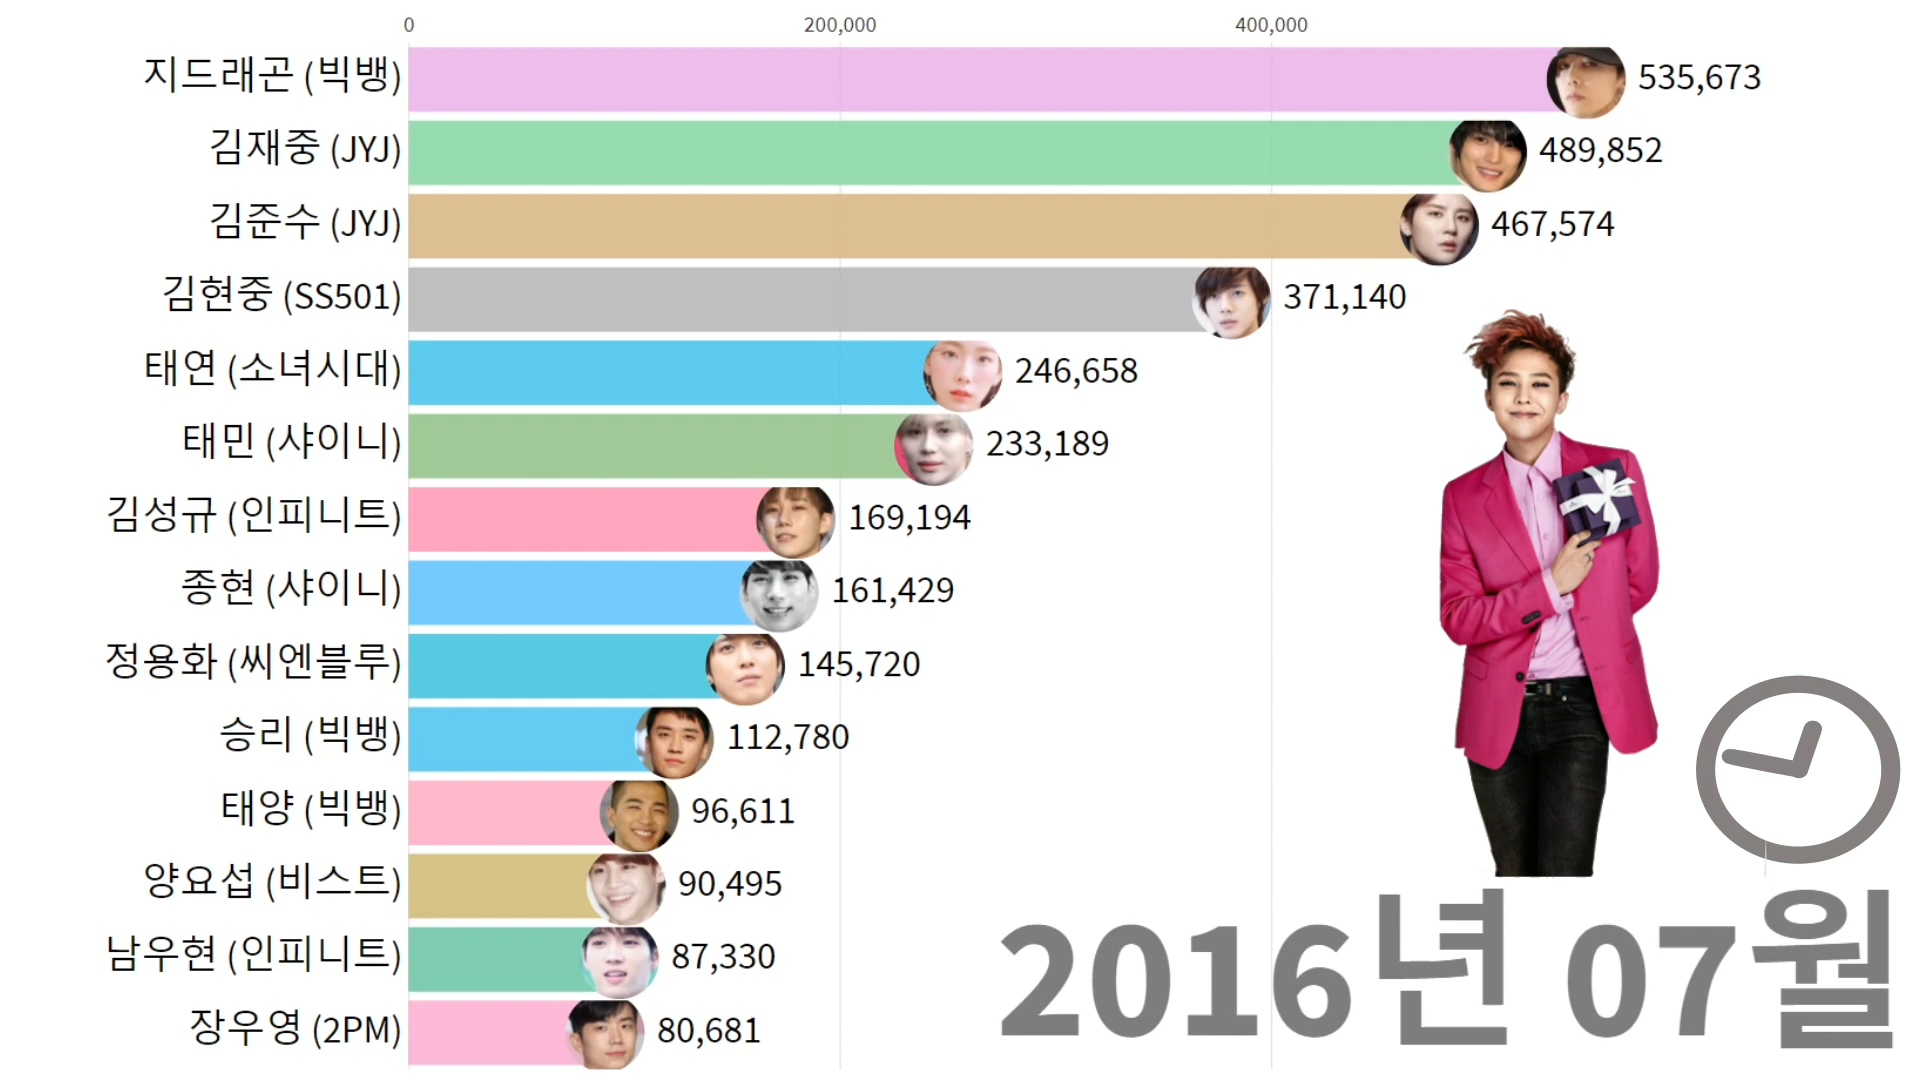 0 200,000 400,000
지드래곤 (빅뱅) 535,673
김재중 (JYJ) 489,852
김준수 (JYJ) 467,574
김현중 (SS501) 371,140
태연 (소녀시대) 246,658
태민 (샤이니) 233,189
김성규 (인피니트) 169,194
종현 (샤이니) 161,429
정용화 (씨엔블루) 145,720
승리 (빅뱅) 112,780
태양 (빅뱅) 96,611
양요섭 (비스트) 90,495
남우현 (인피니트) 87,330
장우영 (2PM) 80,681
2016년 07월